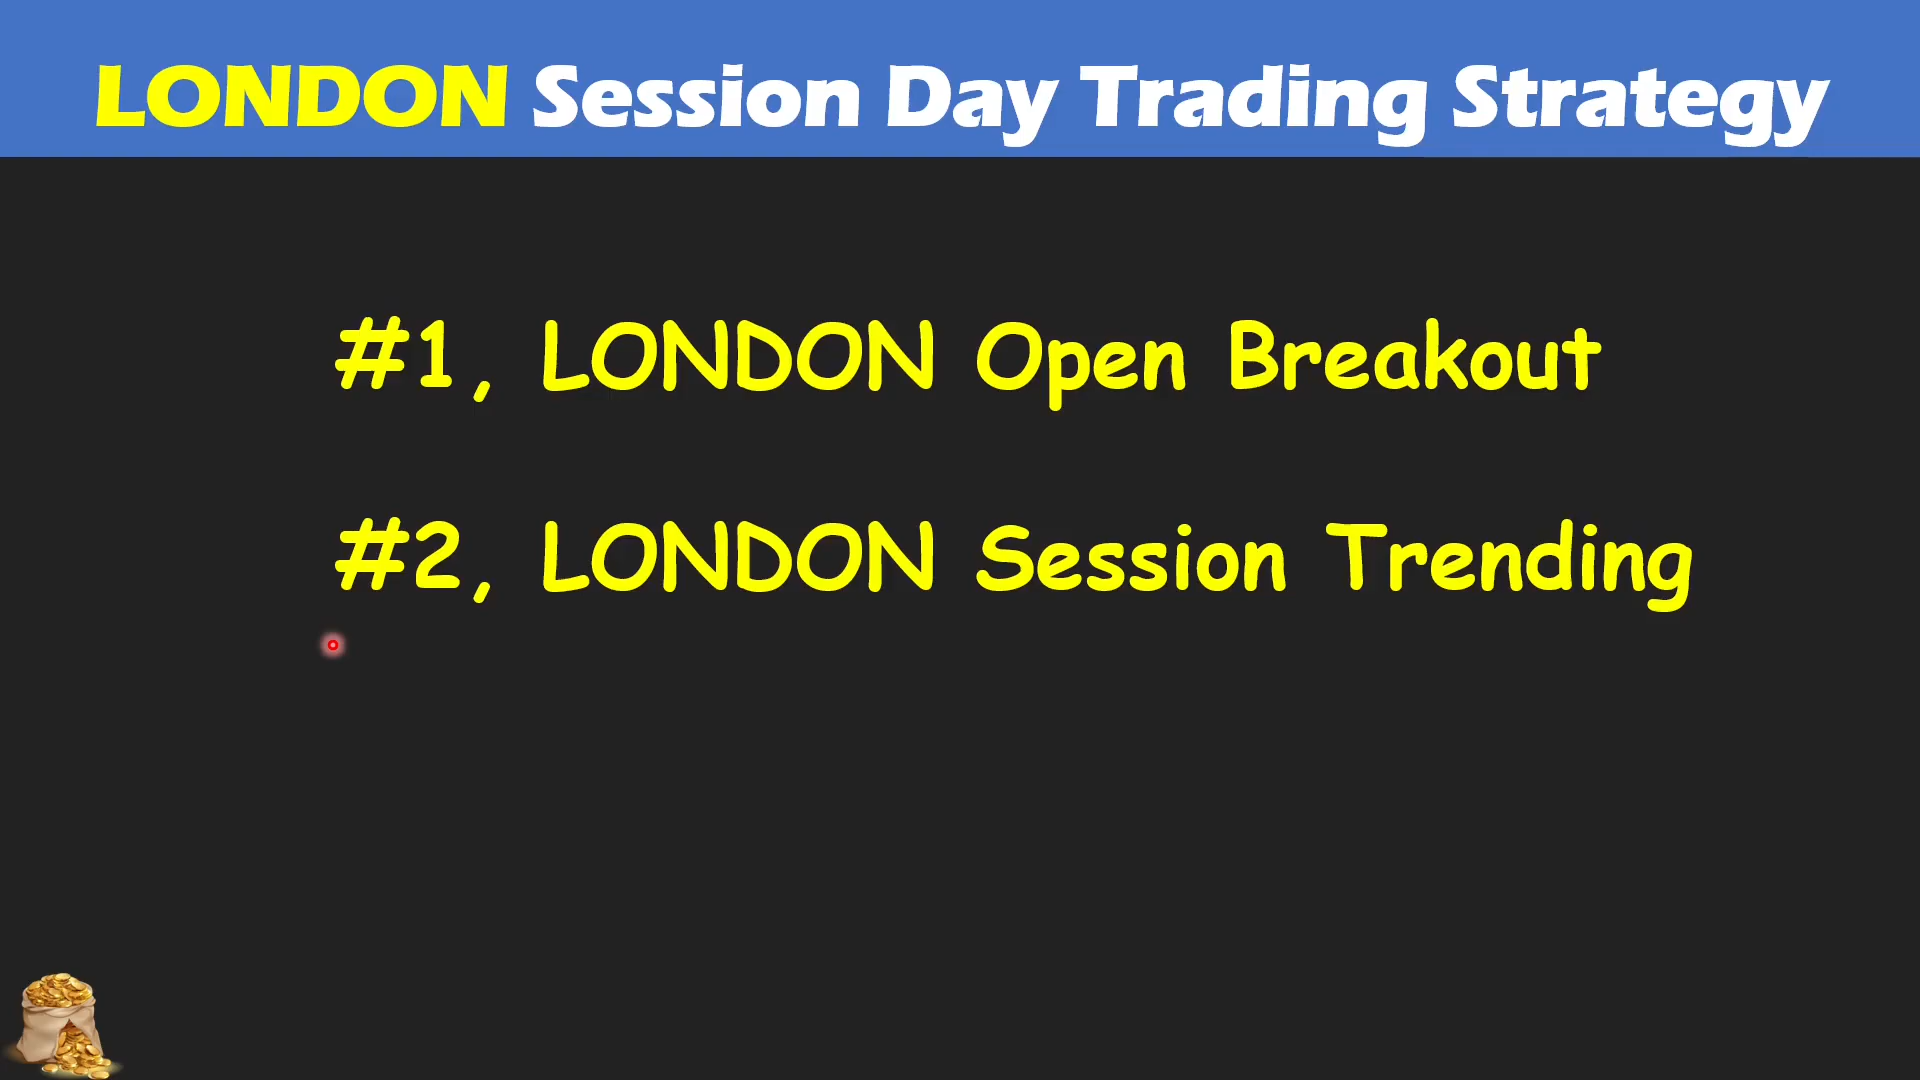 LONDON Session Day Trading Strategy
#1, LONDON Open Breakout
#2, LONDON Session Trending